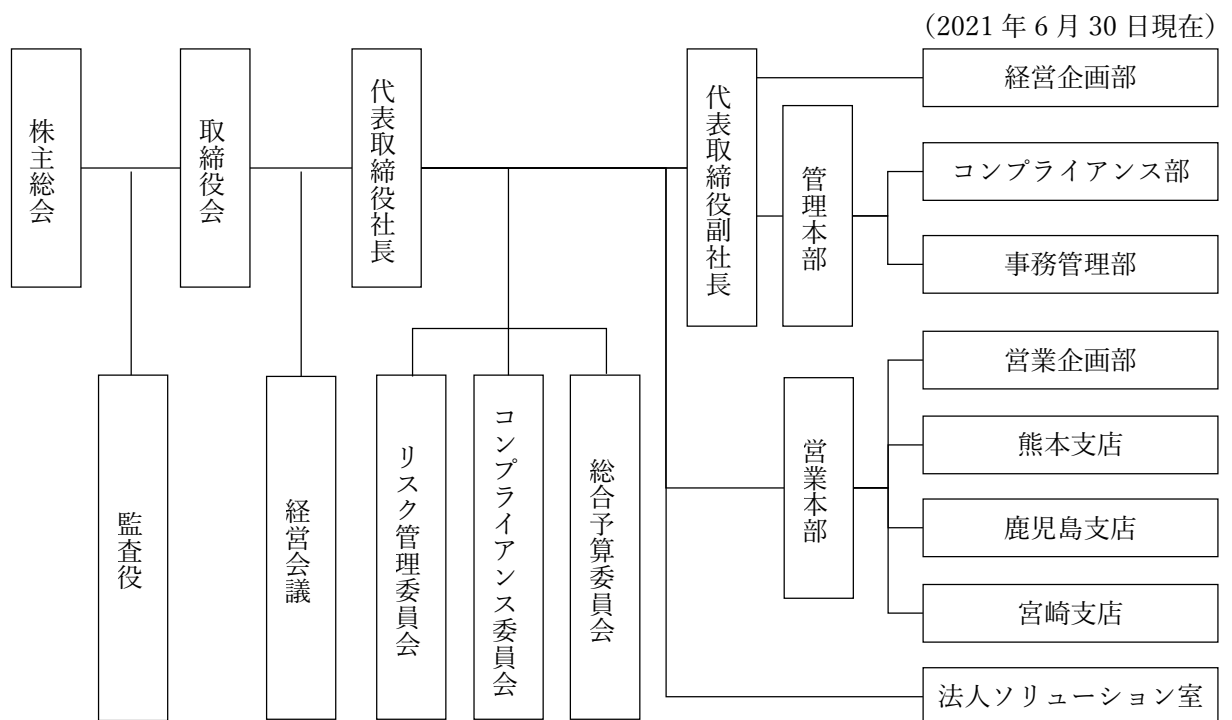 (2021 年 6 月 30 日現在)
株主総会
取締役会
代表取締役社長
代表取締役副社長
経営企画部
管理本部
コンプライアンス部
事務管理部
営業本部
営業企画部
熊本支店
鹿児島支店
宮崎支店
法人ソリューション室
監査役
経営会議
リスク管理委員会
コンプライアンス委員会
総合予算委員会